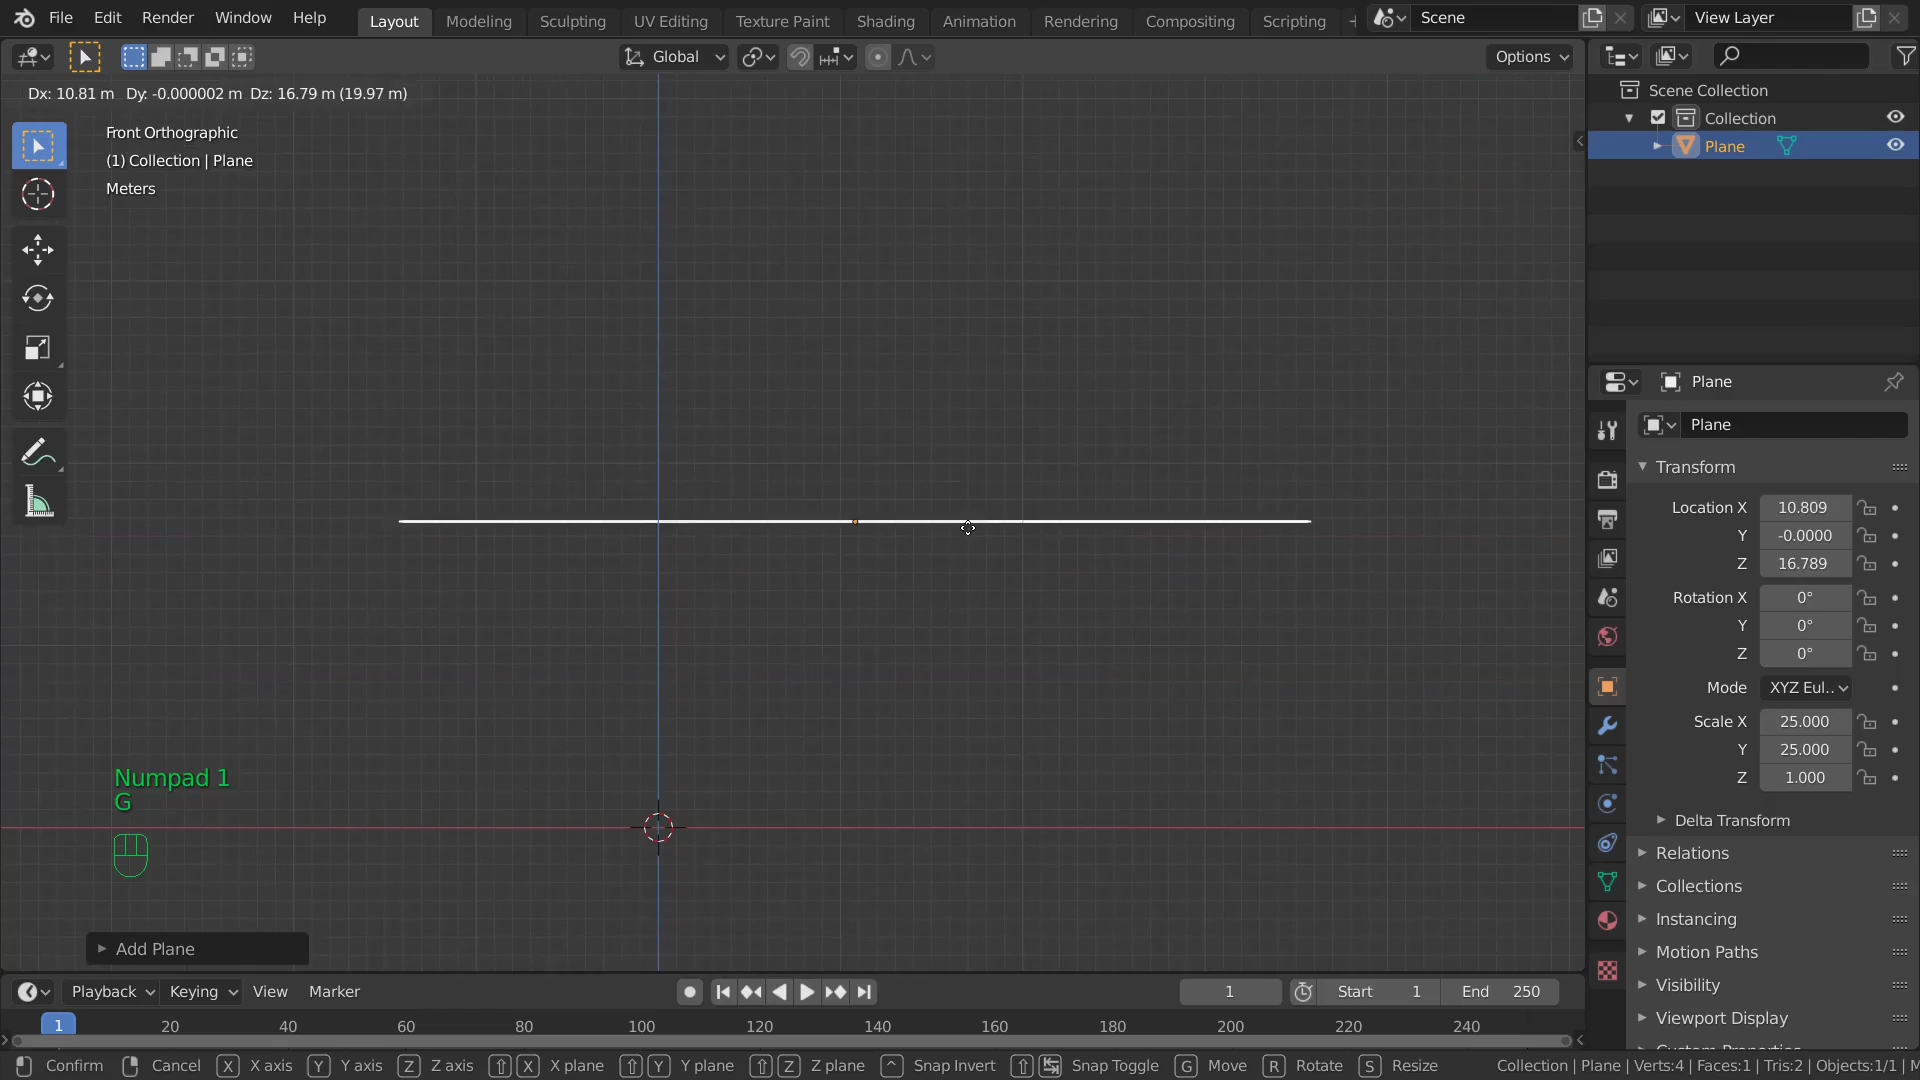 File Edit Render Window Help Layout Modeling Sculpting UV Editing Texture Paint Shading Animation Rendering Compositing Scripting Scene View Layer
Global Options
Dx: 10.81 m Dy: -0.000002 m Dz: 16.79 m (19.97 m)
Front Orthographic
(1) Collection | Plane
Meters
Scene Collection
Collection
Plane
Plane
Plane
Transform
Location X 10.809
Y -0.0000
Z 16.789
Rotation X 0°
Y 0°
Z 0°
Mode XYZ Eul..
Scale X 25.000
Y 25.000
Z 1.000
Delta Transform
Relations
Collections
Instancing
Motion Paths
Visibility
Viewport Display
Numpad 1
G
Add Plane
Playback Keying View Marker 1 Start 1 End 250
1 20 40 60 80 100 120 140 160 180 200 220 240
Confirm Cancel X X axis Y Y axis Z Z axis X X plane Y Y plane Z Z plane Snap Invert Snap Toggle G Move R Rotate S Resize Collection | Plane | Verts:4 | Faces:1 | Tris:2 | Objects:1/1 |